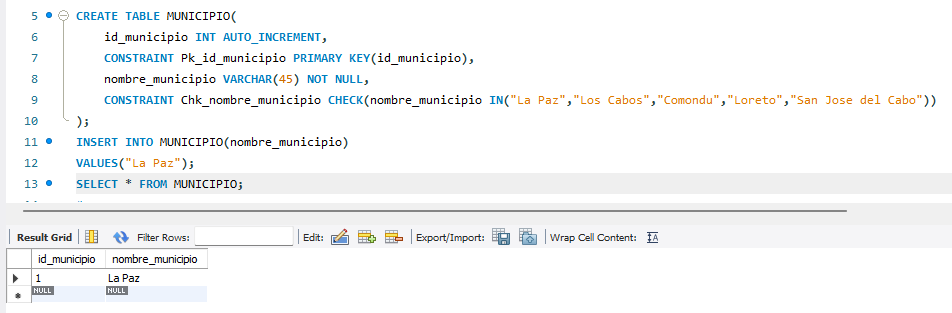 5 CREATE TABLE MUNICIPIO(
6 id_municipio INT AUTO_INCREMENT,
7 CONSTRAINT Pk_id_municipio PRIMARY KEY(id_municipio),
8 nombre_municipio VARCHAR(45) NOT NULL,
9 CONSTRAINT Chk_nombre_municipio CHECK(nombre_municipio IN("La Paz","Los Cabos","Comondu","Loreto","San Jose del Cabo"))
10 );
11 INSERT INTO MUNICIPIO(nombre_municipio)
12 VALUES("La Paz");
13 SELECT * FROM MUNICIPIO;
Result Grid Filter Rows: Edit: Export/Import: Wrap Cell Content: IA
id_municipio nombre_municipio
1 La Paz
NULL NULL